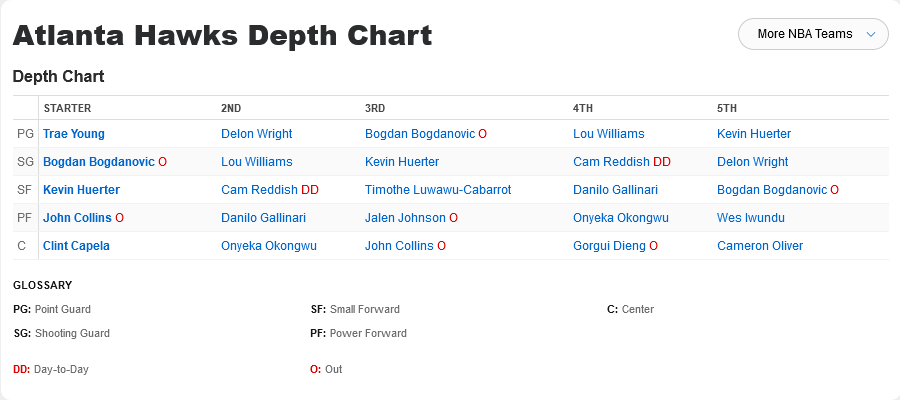 Atlanta Hawks Depth Chart
More NBA Teams
Depth Chart
STARTER 2ND 3RD 4TH 5TH
PG Trae Young Delon Wright Bogdan Bogdanovic O Lou Williams Kevin Huerter
SG Bogdan Bogdanovic O Lou Williams Kevin Huerter Cam Reddish DD Delon Wright
SF Kevin Huerter Cam Reddish DD Timothe Luwawu-Cabarrot Danilo Gallinari Bogdan Bogdanovic O
PF John Collins O Danilo Gallinari Jalen Johnson O Onyeka Okongwu Wes Iwundu
C Clint Capela Onyeka Okongwu John Collins O Gorgui Dieng O Cameron Oliver
GLOSSARY
PG: Point Guard SF: Small Forward C: Center
SG: Shooting Guard PF: Power Forward
DD: Day-to-Day O: Out